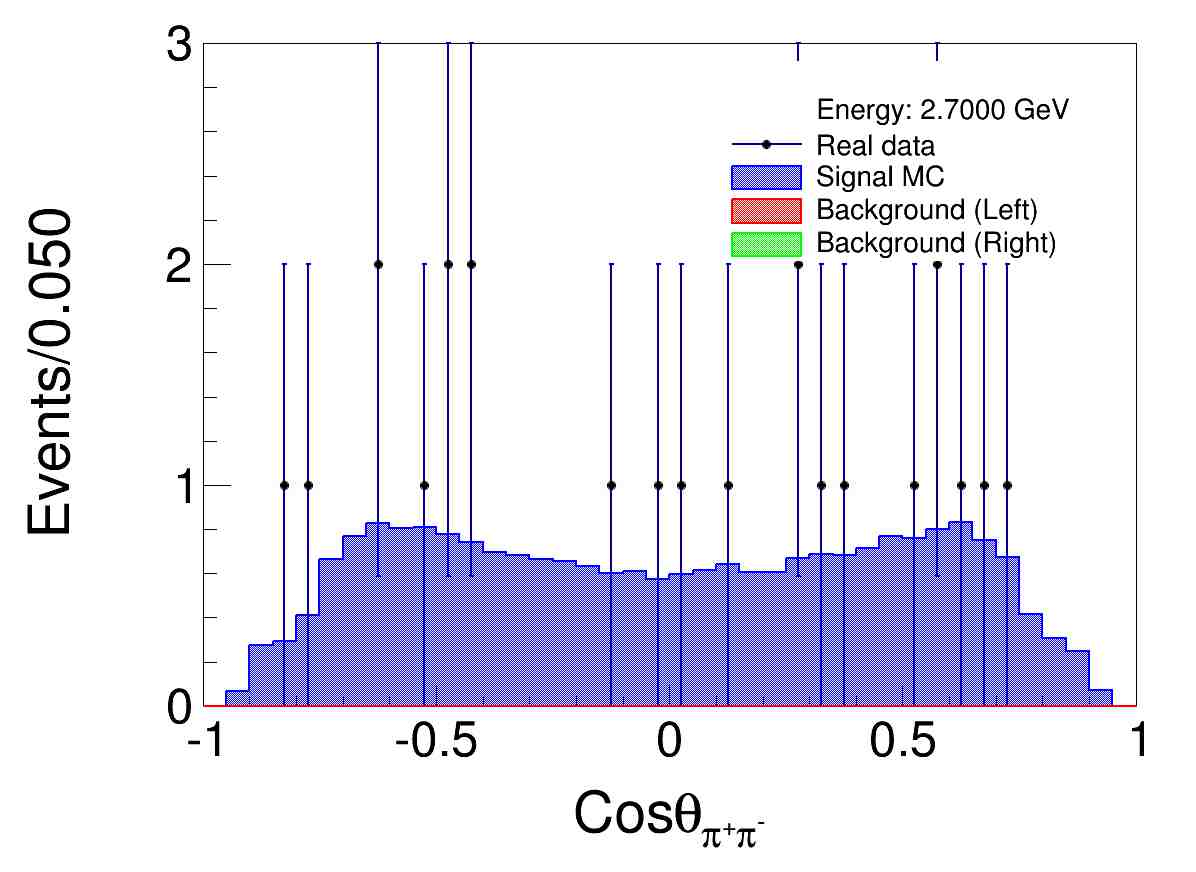 3
2
1
0
Events/0.050
Energy: 2.7000 GeV
Real data
Signal MC
Background (Left)
Background (Right)
-1 -0.5 0 0.5 1
Cosθπ⁺π⁻